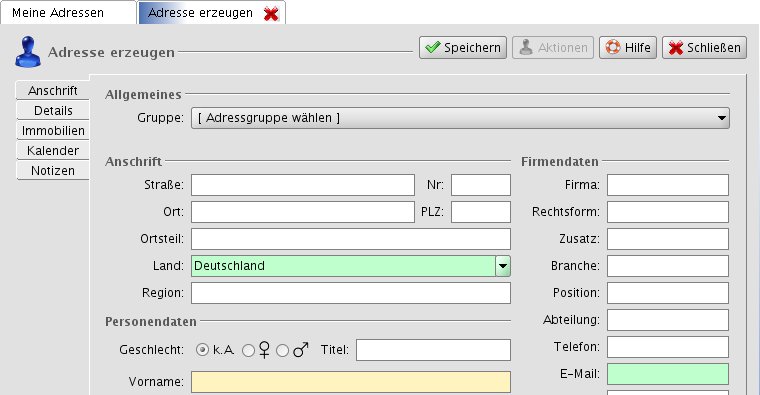 Meine Adressen Adresse erzeugen
Adresse erzeugen Speichern Aktionen Hilfe Schließen
Anschrift
Details
Immobilien
Kalender
Notizen
Allgemeines
Gruppe: [ Adressgruppe wählen ]
Anschrift
Straße: Nr:
Ort: PLZ:
Ortsteil:
Land: Deutschland
Region:
Personendaten
Geschlecht: k.A. ♀ ♂ Titel:
Vorname:
Firmendaten
Firma:
Rechtsform:
Zusatz:
Branche:
Position:
Abteilung:
Telefon:
E-Mail: